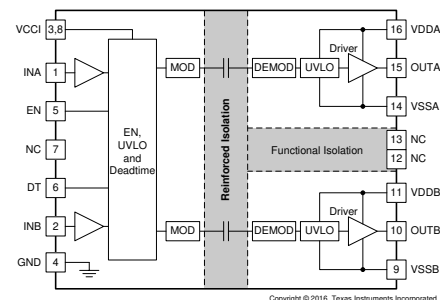 VCCI 3,8
16 VDDA
Driver
INA 1
MOD
DEMOD UVLO
15 OUTA
EN 5
14 VSSA
NC 7
EN,
UVLO
and
Deadtime
Reinforced Isolation
Functional Isolation
13 NC
12 NC
DT 6
11 VDDB
Driver
INB 2
MOD
DEMOD UVLO
10 OUTB
GND 4
9 VSSB
Copyright © 2016, Texas Instruments Incorporated